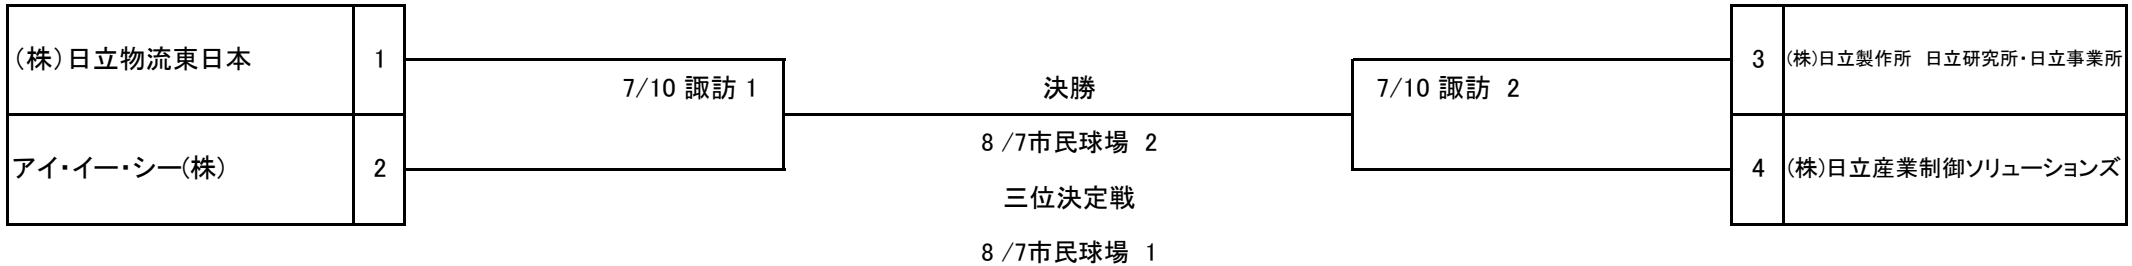 (株)日立物流東日本 1
7/10 諏訪 1
アイ・イー・シー(株) 2
決勝
8 /7市民球場 2
三位決定戦
8 /7市民球場 1
3 (株)日立製作所 日立研究所・日立事業所
7/10 諏訪 2
4 (株)日立産業制御ソリューションズ